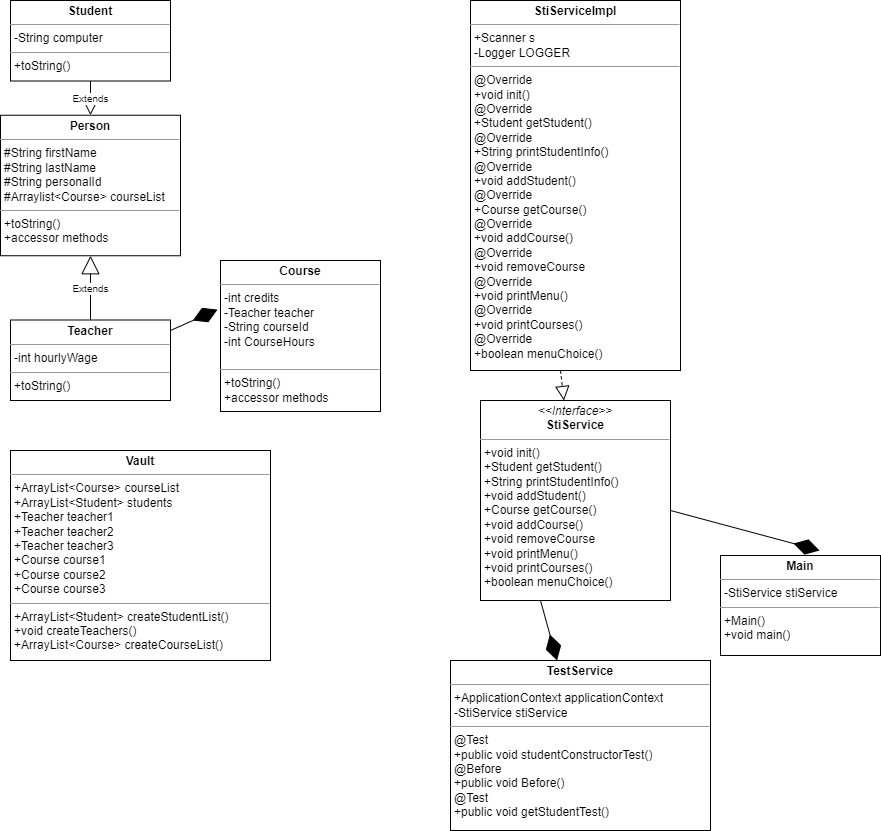 Student
-String computer
+toString()
Extends
Person
#String firstName
#String lastName
#String personalId
#Arraylist<Course> courseList
+toString()
+accessor methods
Extends
Teacher
-int hourlyWage
+toString()
Course
-int credits
-Teacher teacher
-String courseId
-int CourseHours
+toString()
+accessor methods
Vault
+ArrayList<Course> courseList
+ArrayList<Student> students
+Teacher teacher1
+Teacher teacher2
+Teacher teacher3
+Course course1
+Course course2
+Course course3
+ArrayList<Student> createStudentList()
+void createTeachers()
+ArrayList<Course> createCourseList()
StiServiceImpl
+Scanner s
-Logger LOGGER
@Override
+void init()
@Override
+Student getStudent()
@Override
+String printStudentInfo()
@Override
+void addStudent()
@Override
+Course getCourse()
@Override
+void addCourse()
@Override
+void removeCourse
@Override
+void printMenu()
@Override
+void printCourses()
@Override
+boolean menuChoice()
<<Interface>>
StiService
+void init()
+Student getStudent()
+String printStudentInfo()
+void addStudent()
+Course getCourse()
+void addCourse()
+void removeCourse
+void printMenu()
+void printCourses()
+boolean menuChoice()
Main
-StiService stiService
+Main()
+void main()
TestService
+ApplicationContext applicationContext
-StiService stiService
@Test
+public void studentConstructorTest()
@Before
+public void Before()
@Test
+public void getStudentTest()